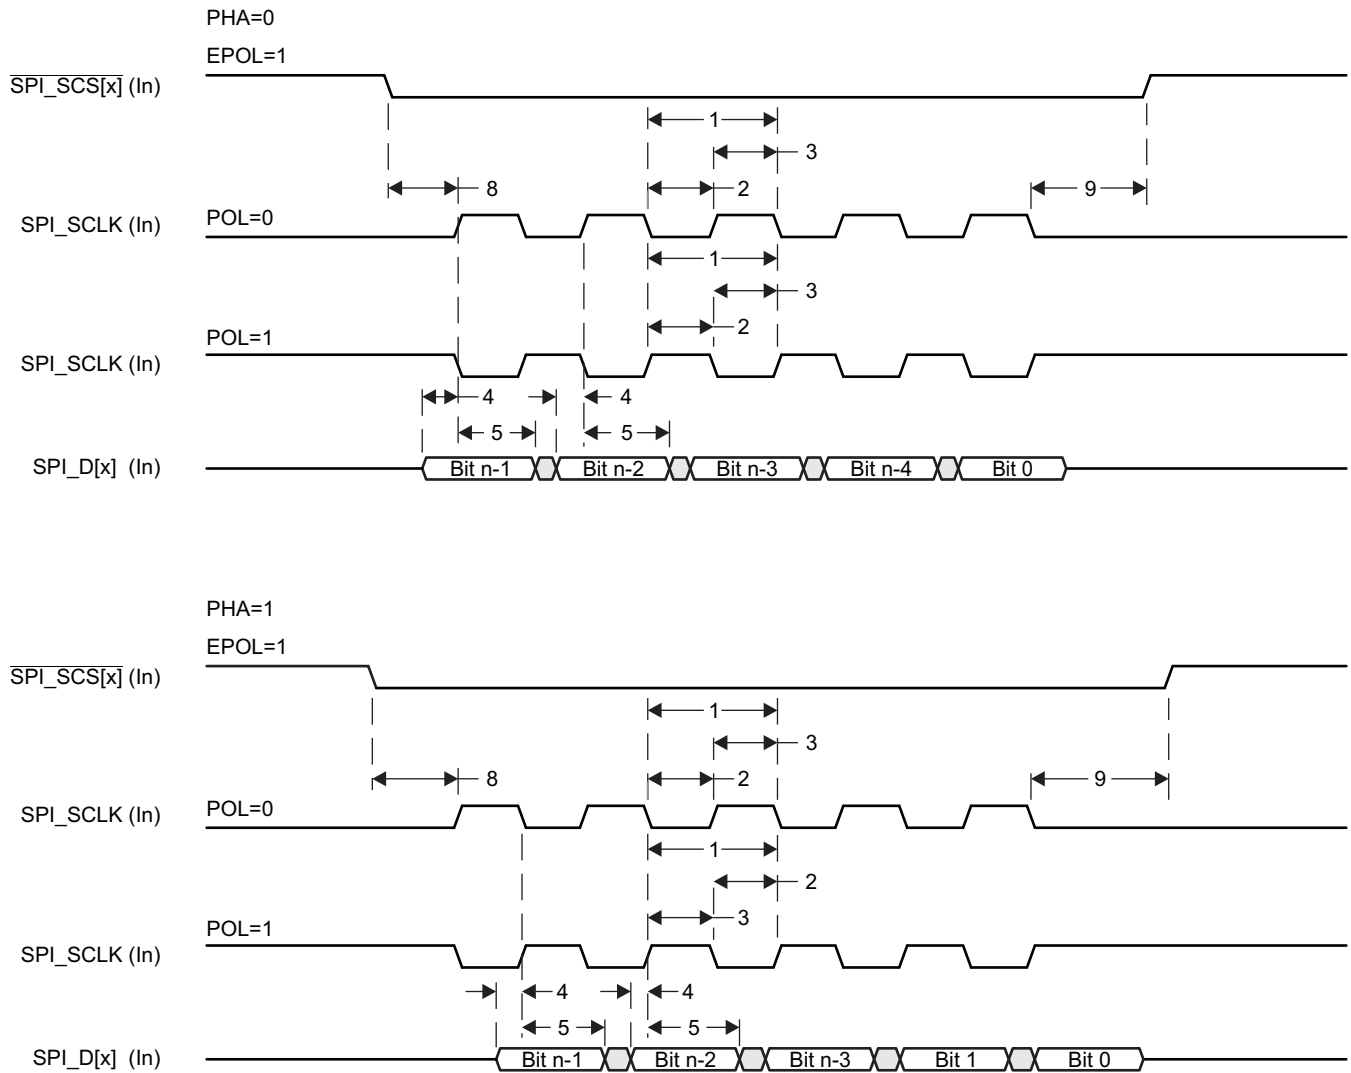 PHA=0
EPOL=1
SPI_SCS[x] (In)
1
3
8
2
9
POL=0
SPI_SCLK (In)
1
3
2
POL=1
SPI_SCLK (In)
4
4
5
5
SPI_D[x] (In)
Bit n-1
Bit n-2
Bit n-3
Bit n-4
Bit 0
PHA=1
EPOL=1
SPI_SCS[x] (In)
1
3
8
2
9
POL=0
SPI_SCLK (In)
1
2
3
POL=1
SPI_SCLK (In)
4
4
5
5
SPI_D[x] (In)
Bit n-1
Bit n-2
Bit n-3
Bit 1
Bit 0